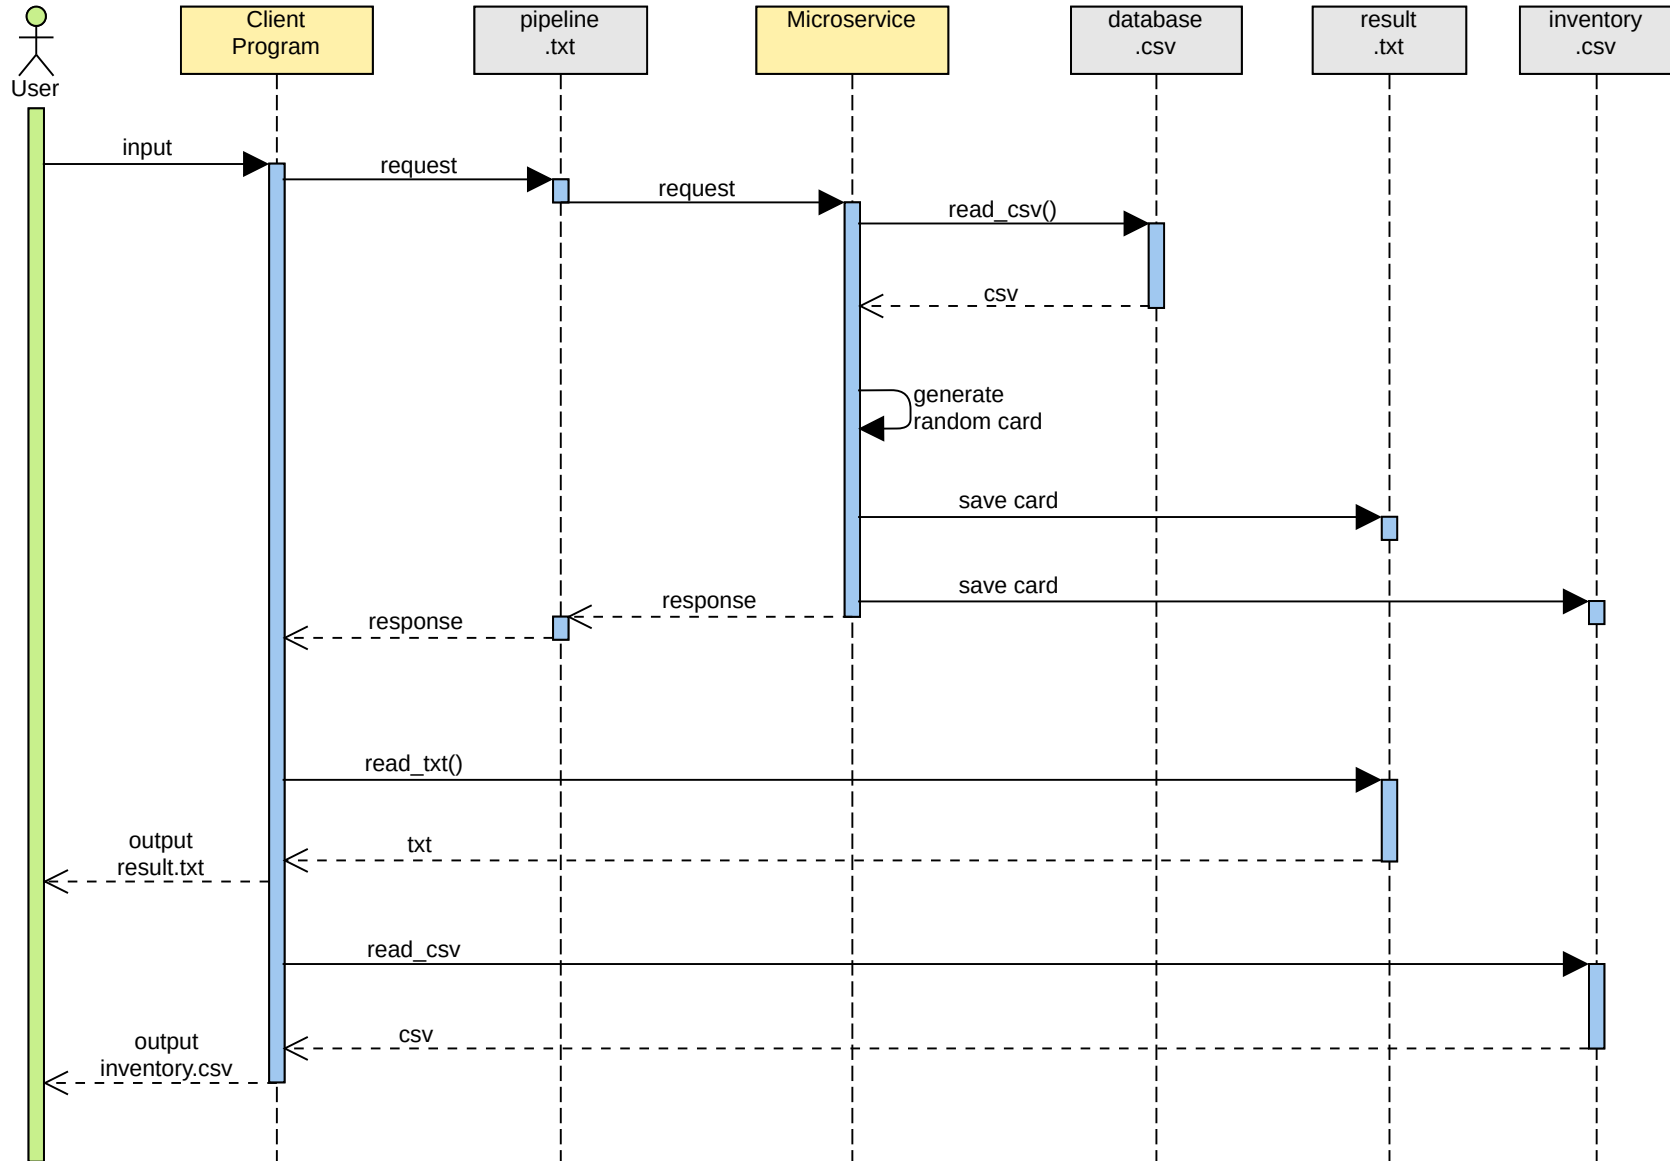 User
Client
Program
pipeline
.txt
Microservice
database
.csv
result
.txt
inventory
.csv
input
request
request
read_csv()
csv
generate
random card
save card
save card
response
response
read_txt()
txt
output
result.txt
read_csv
csv
output
inventory.csv